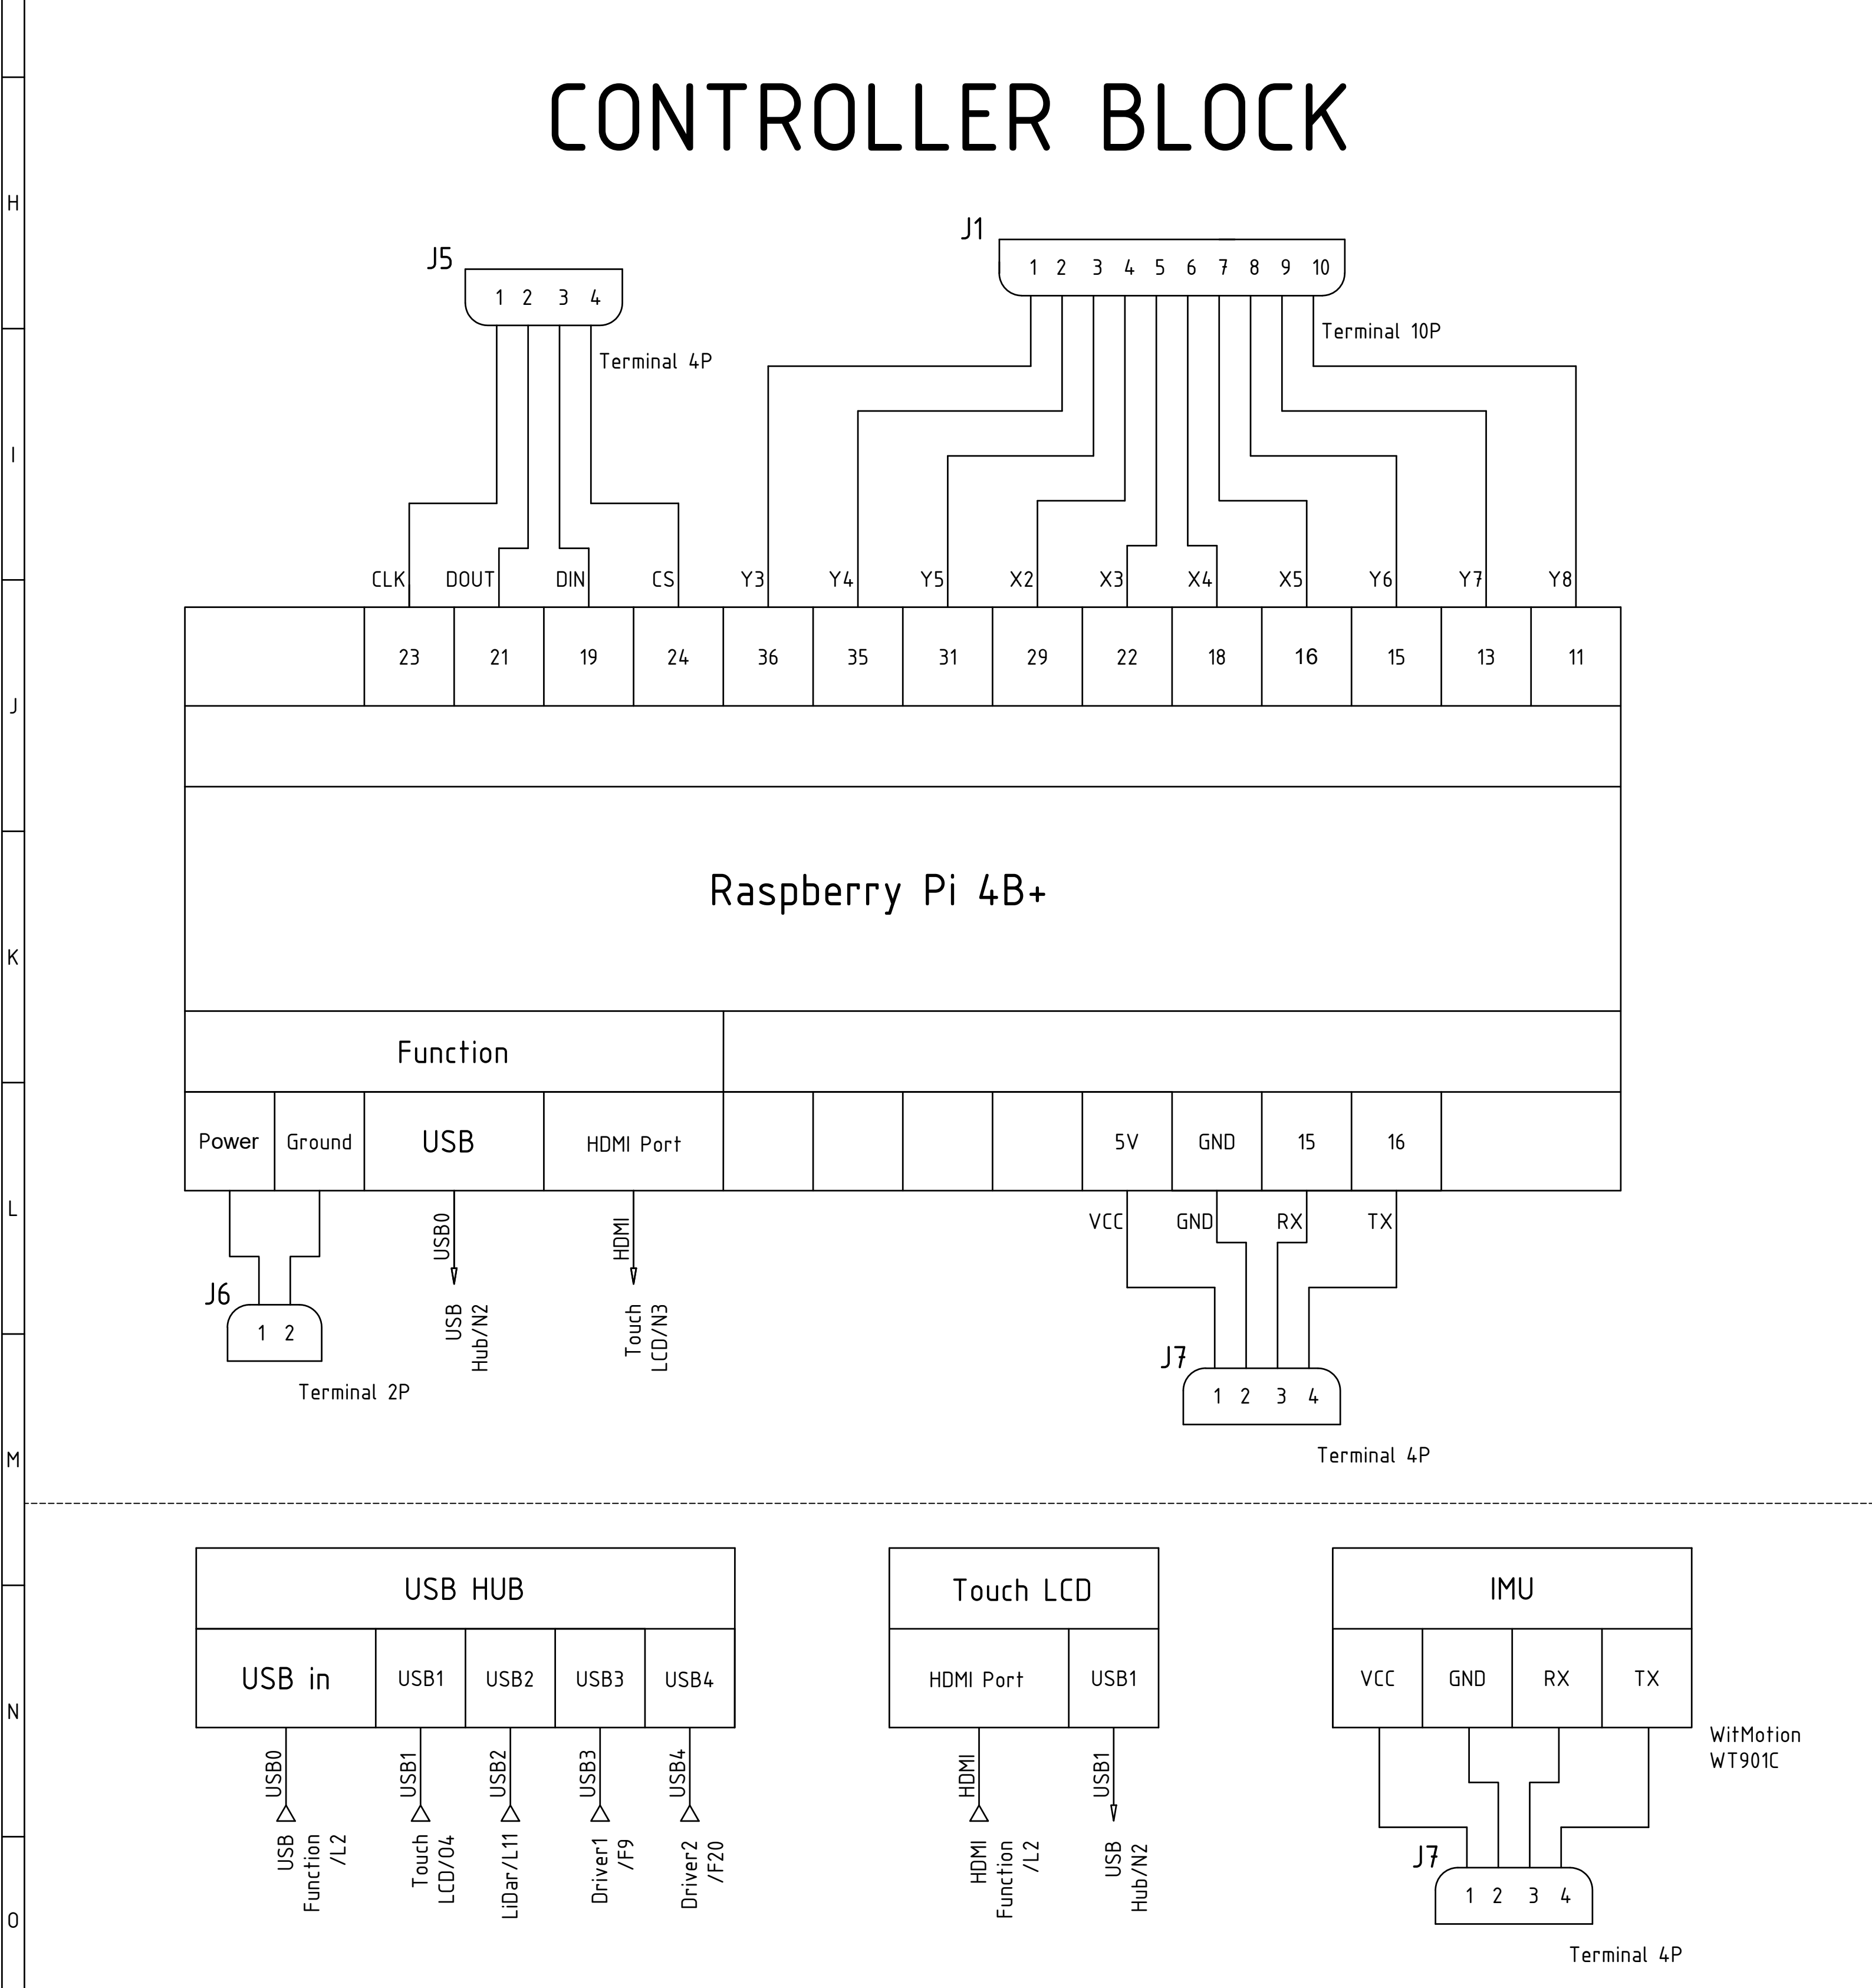 CONTROLLER BLOCK
H
J1
1 2 3 4 5 6 7 8 9 10
J5
1 2 3 4
Terminal 10P
Terminal 4P
I
CLK DOUT DIN CS Y3 Y4 Y5 X2 X3 X4 X5 Y6 Y7 Y8
23 21 19 24 36 35 31 29 22 18 16 15 13 11
J
Raspberry Pi 4B+
K
Function
Power Ground USB HDMI Port 5V GND 15 16
L
USB0 HDMI VCC GND RX TX
J6
1 2
USB
Hub/N2
Touch
LCD/N3
Terminal 2P
J7
1 2 3 4
Terminal 4P
M
USB HUB
USB in USB1 USB2 USB3 USB4
USB0 USB1 USB2 USB3 USB4
USB
Function
/L2
Touch
LCD/O4
LiDar/L11
Driver1
/F9
Driver2
/F20
Touch LCD
HDMI Port USB1
HDMI USB1
HDMI
Function
/L2
USB
Hub/N2
IMU
VCC GND RX TX
WitMotion
WT901C
N
J7
1 2 3 4
Terminal 4P
O